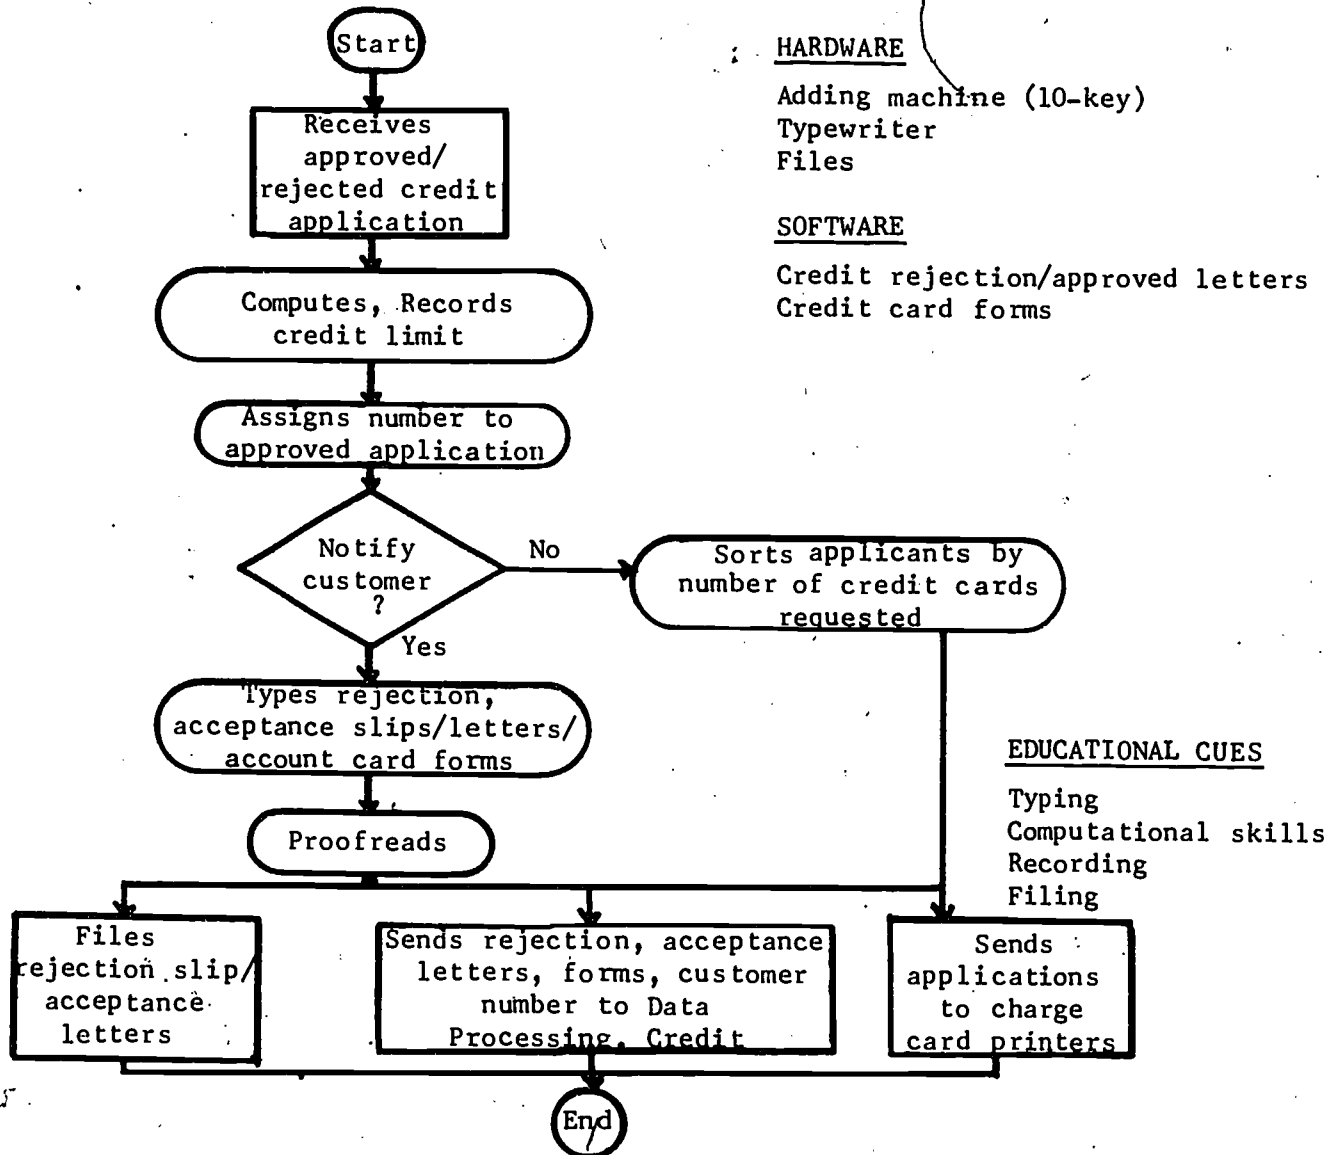 Start
Receives
approved/
rejected credit
application
Computes, Records
credit limit
Assigns number to
approved application
Notify
customer
?
No
Yes
Sorts applicants by
number of credit cards
requested
Types rejection,
acceptance slips/letters/
account card forms
Proofreads
Files
rejection slip/
acceptance
letters
Sends rejection, acceptance
letters, forms, customer
number to Data
Processing, Credit
Sends
applications
to charge
card printers
End
HARDWARE
Adding machine (10-key)
Typewriter
Files
SOFTWARE
Credit rejection/approved letters
Credit card forms
EDUCATIONAL CUES
Typing
Computational skills
Recording
Filing